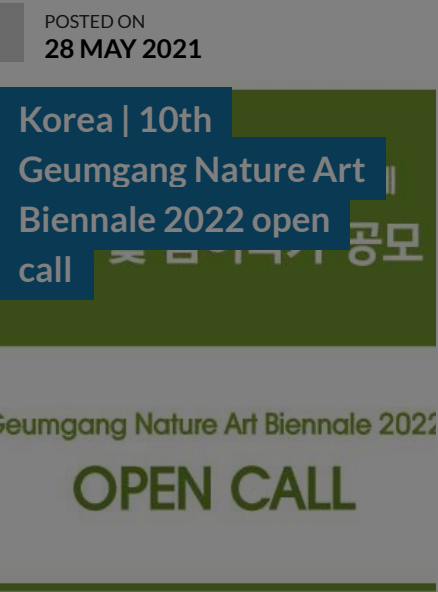 POSTED ON
28 MAY 2021
Korea | 10th
Geumgang Nature Art
Biennale 2022 open
call
공모
Geumgang Nature Art Biennale 2022
OPEN CALL